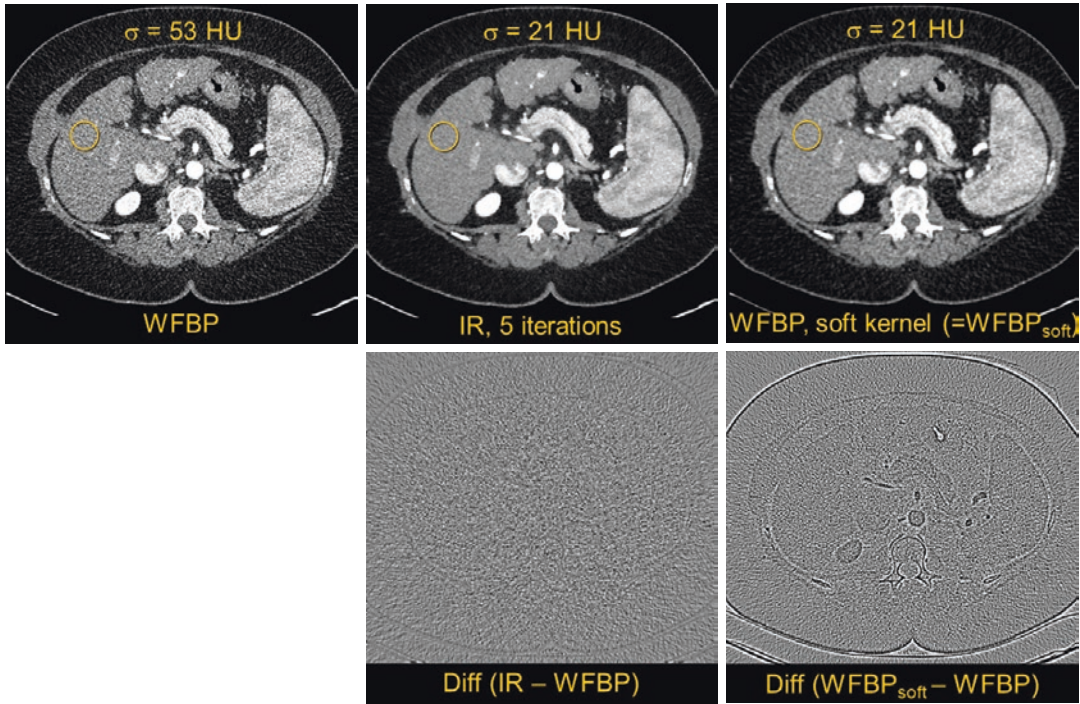 σ = 53 HU
σ = 21 HU
σ = 21 HU
WFBP
IR, 5 iterations
WFBP, soft kernel (=WFBPsoft)
Diff (IR – WFBP)
Diff (WFBPsoft – WFBP)